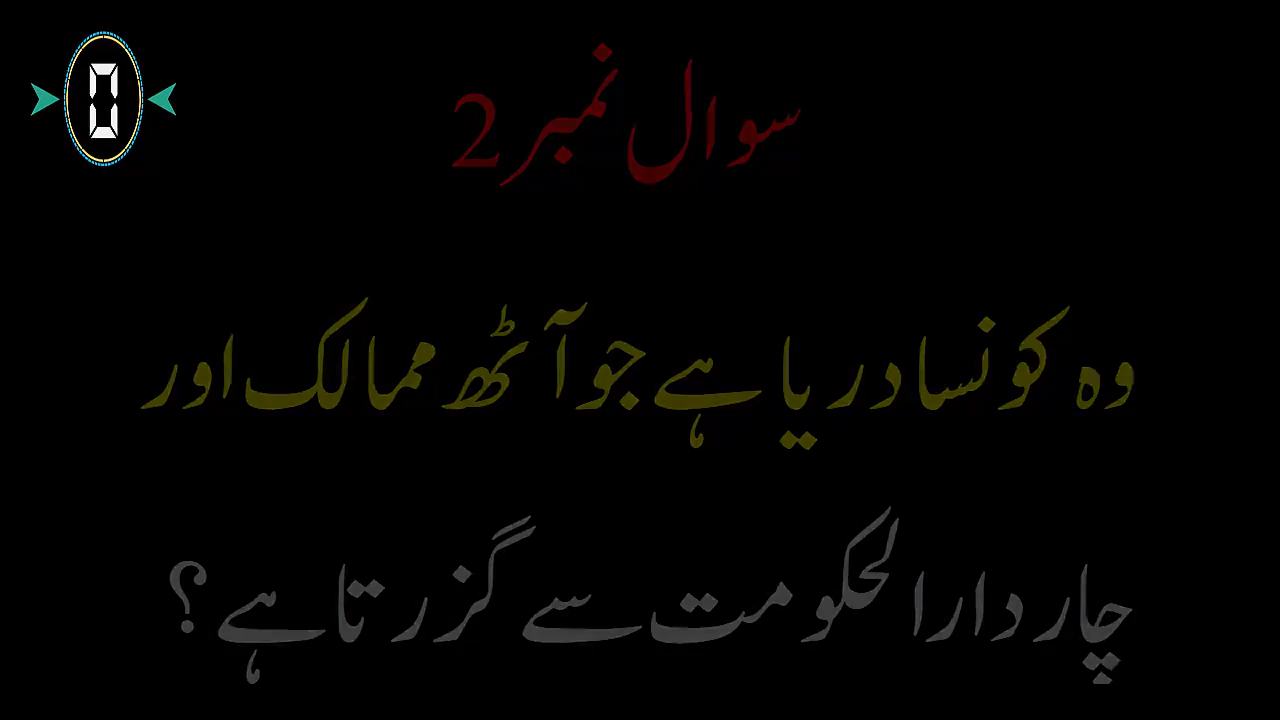 0
سوال نمبر 2
وہ کونسا دریا ہے جو آٹھ ممالک اور
چار دارالحکومت سے گزرتا ہے؟